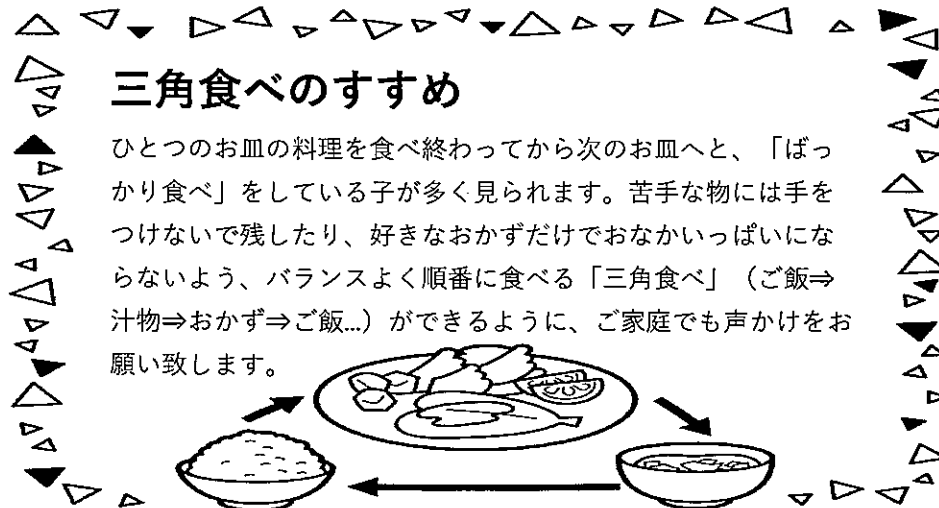 三角食べのすすめ
ひとつのお皿の料理を食べ終わってから次のお皿へと、「ばっ
かり食べ」をしている子が多く見られます。苦手な物には手を
つけないで残したり、好きなおかずだけでおなかいっぱいにな
らないよう、バランスよく順番に食べる「三角食べ」（ご飯⇒
汁物⇒おかず⇒ご飯...）ができるように、ご家庭でも声かけをお
願い致します。